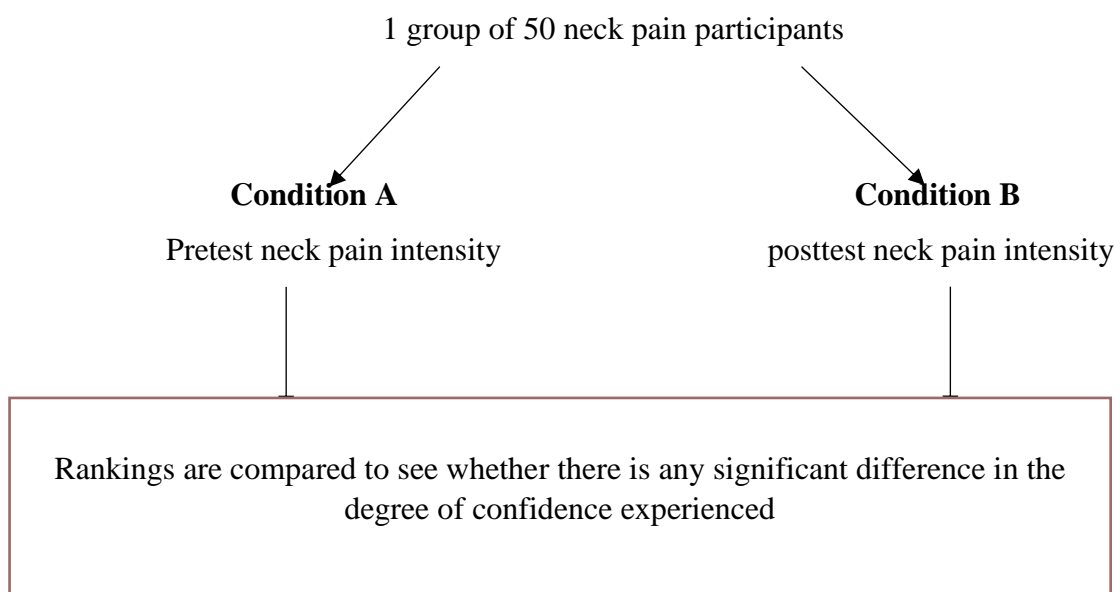 1 group of 50 neck pain participants
Condition A
Condition B
Pretest neck pain intensity
posttest neck pain intensity
Rankings are compared to see whether there is any significant difference in the
degree of confidence experienced